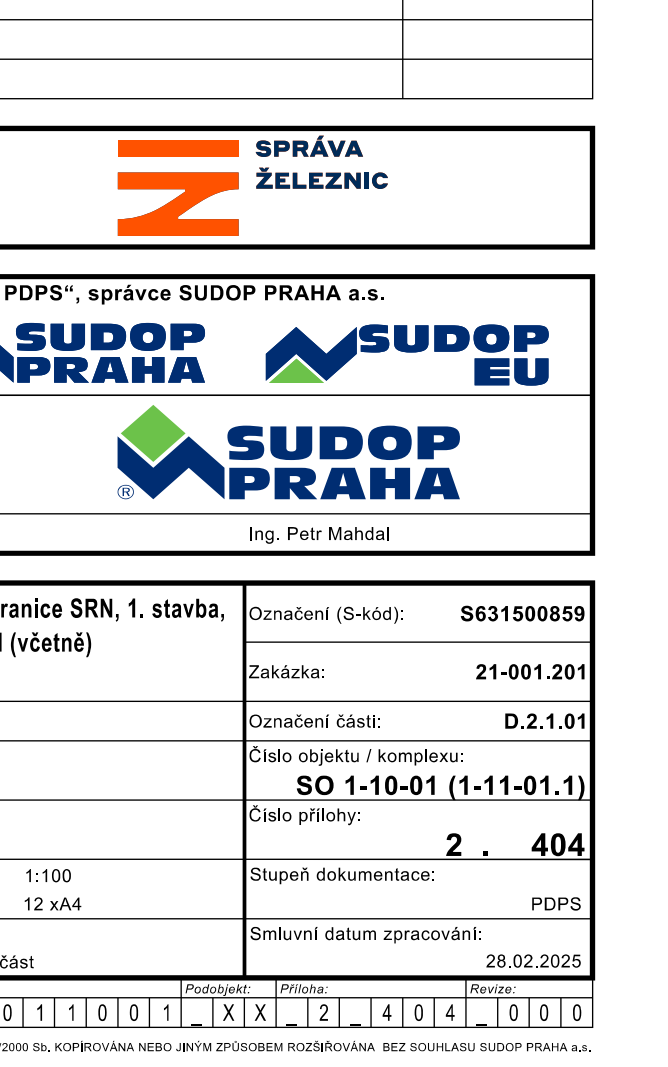 SPRÁVA
ŽELEZNIC
PDPS“, správce SUDOP PRAHA a.s.
SUDOP
PRAHA
SUDOP
EU
SUDOP
PRAHA
®
Ing. Petr Mahdal
ranice SRN, 1. stavba,
(včetně)
Označení (S-kód): S631500859
Zakázka: 21-001.201
Označení části: D.2.1.01
Číslo objektu / komplexu:
SO 1-10-01 (1-11-01.1)
Číslo přílohy:
2 . 404
1:100
12 xA4
Stupeň dokumentace:
PDPS
Smluvní datum zpracování:
část
28.02.2025
Podobjekt: Příloha: Revize:
0 1 1 0 0 1 _ X X _ 2 _ 4 0 4 _ 0 0 0
/2000 Sb. KOPÍROVÁNA NEBO JINÝM ZPŮSOBEM ROZŠIŘOVÁNA BEZ SOUHLASU SUDOP PRAHA a.s.